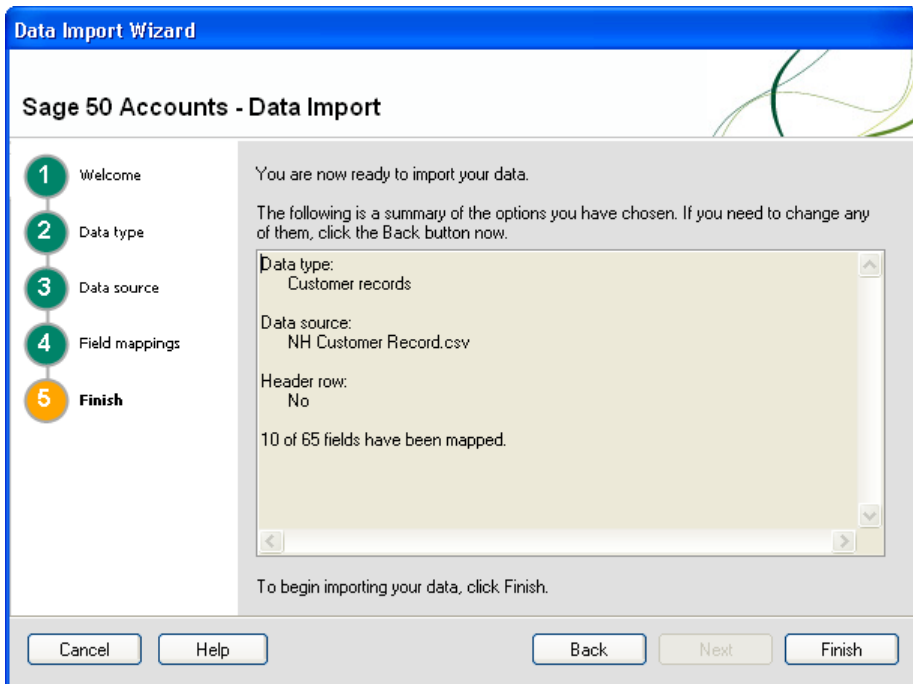 Data Import Wizard
Sage 50 Accounts - Data Import
1 Welcome
2 Data type
3 Data source
4 Field mappings
5 Finish
You are now ready to import your data.
The following is a summary of the options you have chosen. If you need to change any
of them, click the Back button now.
Data type:
Customer records
Data source:
NH Customer Record.csv
Header row:
No
10 of 65 fields have been mapped.
To begin importing your data, click Finish.
Cancel Help Back Next Finish